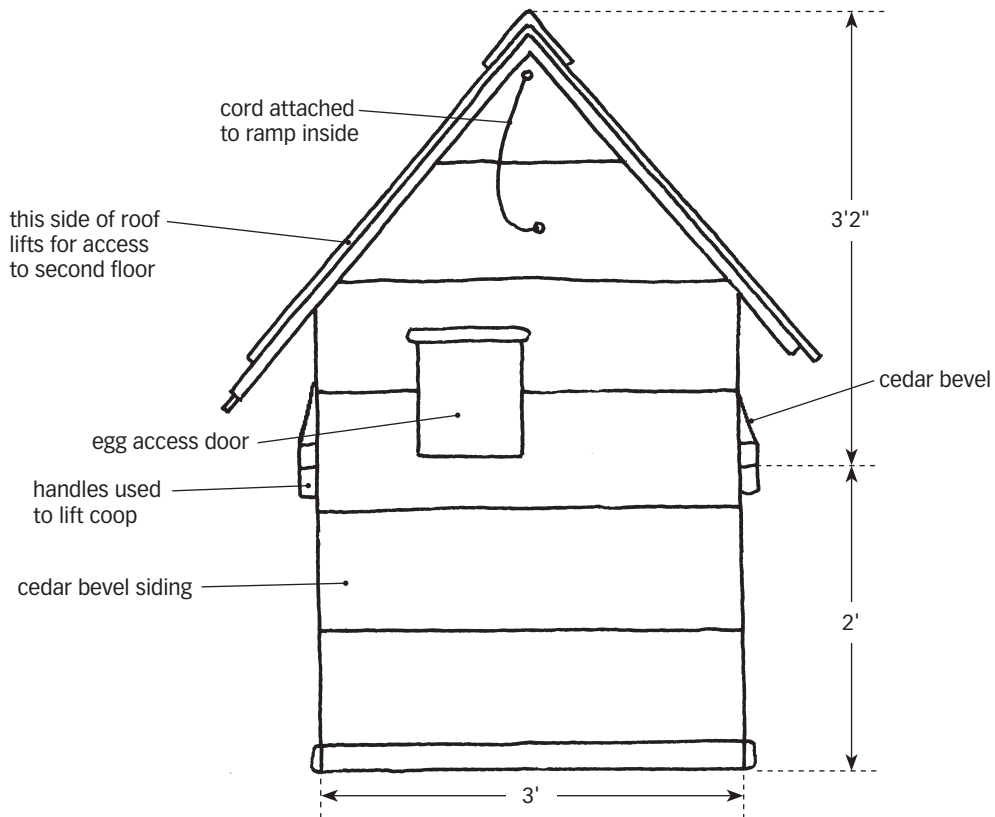 cord attached
to ramp inside
this side of roof
lifts for access
to second floor
3'2"
cedar bevel
egg access door
handles used
to lift coop
cedar bevel siding
2'
3'